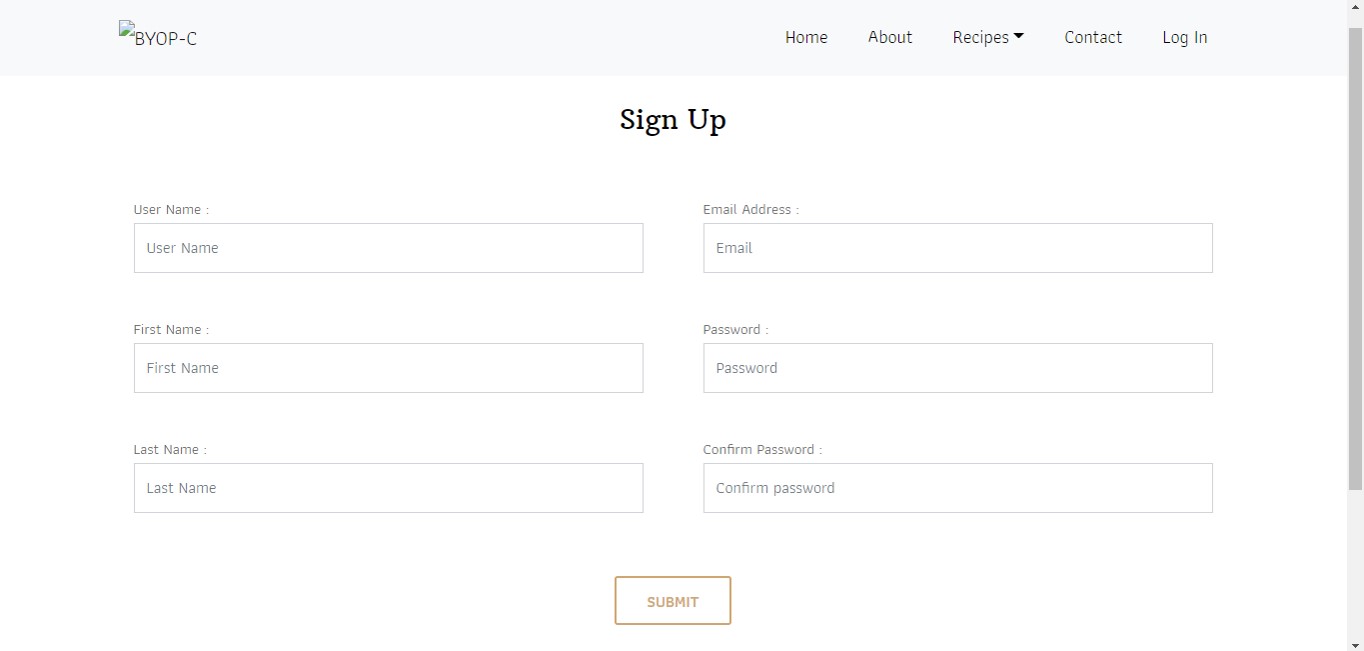 BYOP-C Home About Recipes Contact Log In
Sign Up
User Name :
User Name
Email Address :
Email
First Name :
First Name
Password :
Password
Last Name :
Last Name
Confirm Password :
Confirm password
SUBMIT